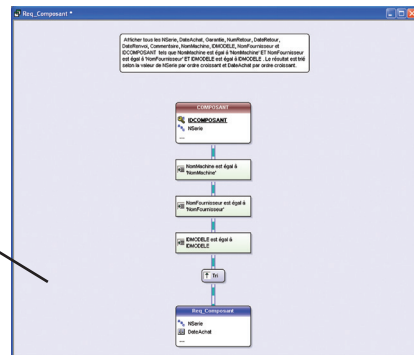 Req_Composant *
Afficher tous les NSerie, DateAchat, Garantie, NumRetour, DateRetour,
DateRenvoi, Commentaire, NomMachine, IDMODELE, NomFournisseur et
IDCOMPOSANT tels que NomMachine est égal à 'NomMachine' ET NomFournisseur
est égal à 'NomFournisseur' ET IDMODELE est égal à IDMODELE . Le résultat est trié
selon la valeur de NSerie par ordre croissant et DateAchat par ordre croissant.
COMPOSANT
IDCOMPOSANT
NSerie
...
NomMachine est égal à
'NomMachine'
NomFournisseur est égal à
'NomFournisseur'
IDMODELE est égal à
IDMODELE
Tri
Req_Composant
NSerie
DateAchat
...